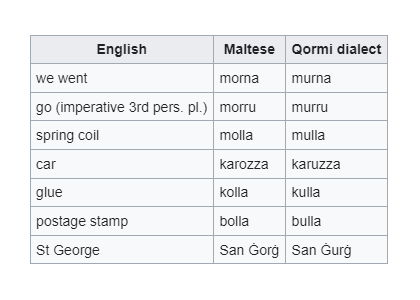 English Maltese Qormi dialect
we went morna murna
go (imperative 3rd pers. pl.) morru murru
spring coil molla mulla
car karozza karuzza
glue kolla kulla
postage stamp bolla bulla
St George San Ġorġ San Ġurġ